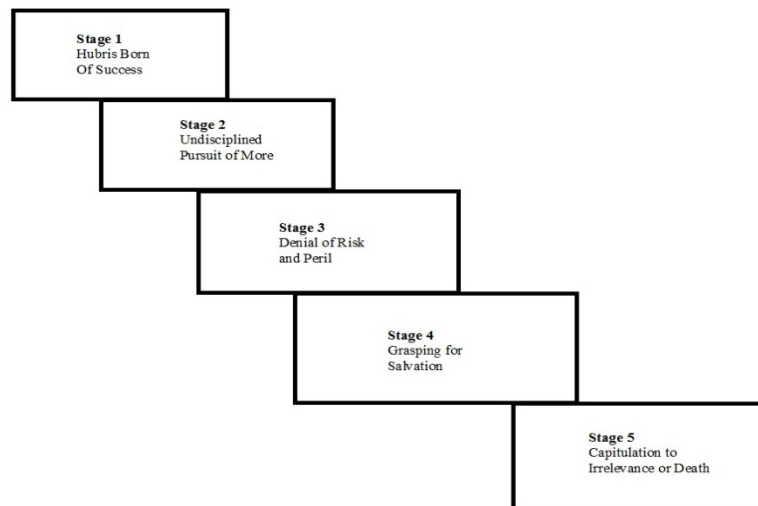 Stage 1
Hubris Born
Of Success
Stage 2
Undisciplined
Pursuit of More
Stage 3
Denial of Risk
and Peril
Stage 4
Grasping for
Salvation
Stage 5
Capitulation to
Irrelevance or Death